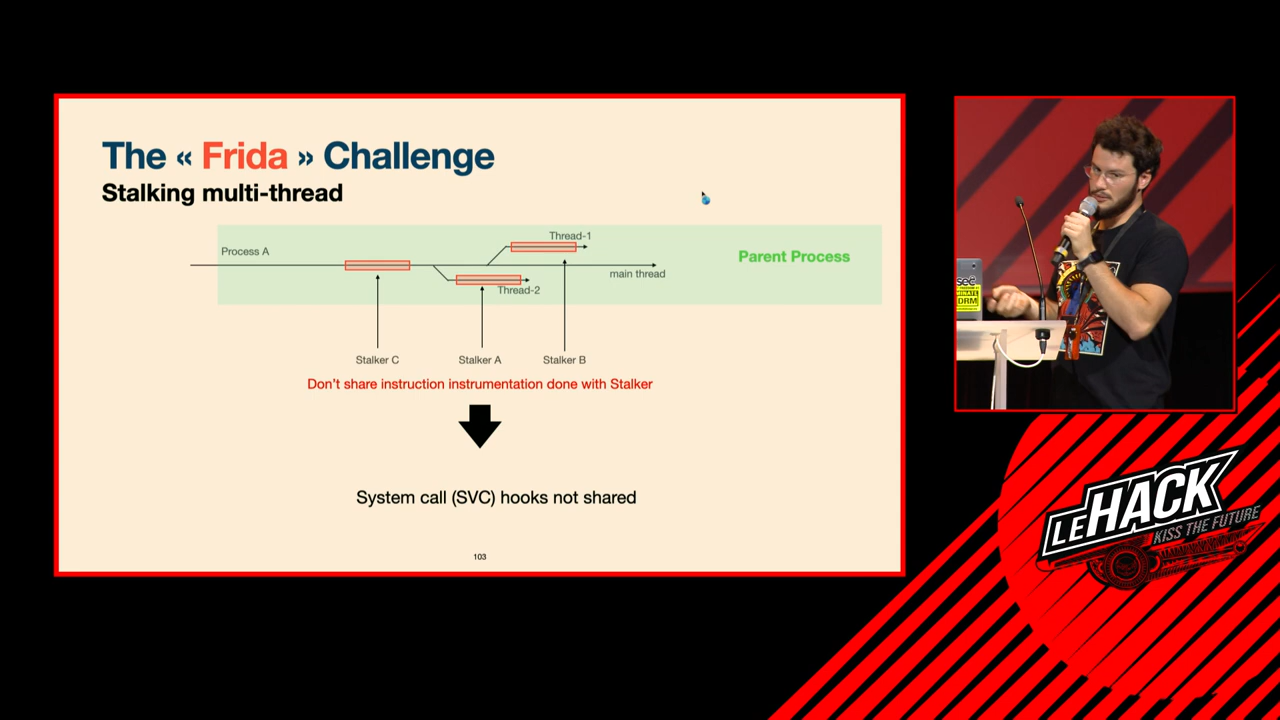 The « Frida » Challenge
Stalking multi-thread
Process A
Thread-1
Parent Process
main thread
Thread-2
Stalker C
Stalker A
Stalker B
Don't share instruction instrumentation done with Stalker
System call (SVC) hooks not shared
103
DRM
LEHACK
KISS THE FUTURE